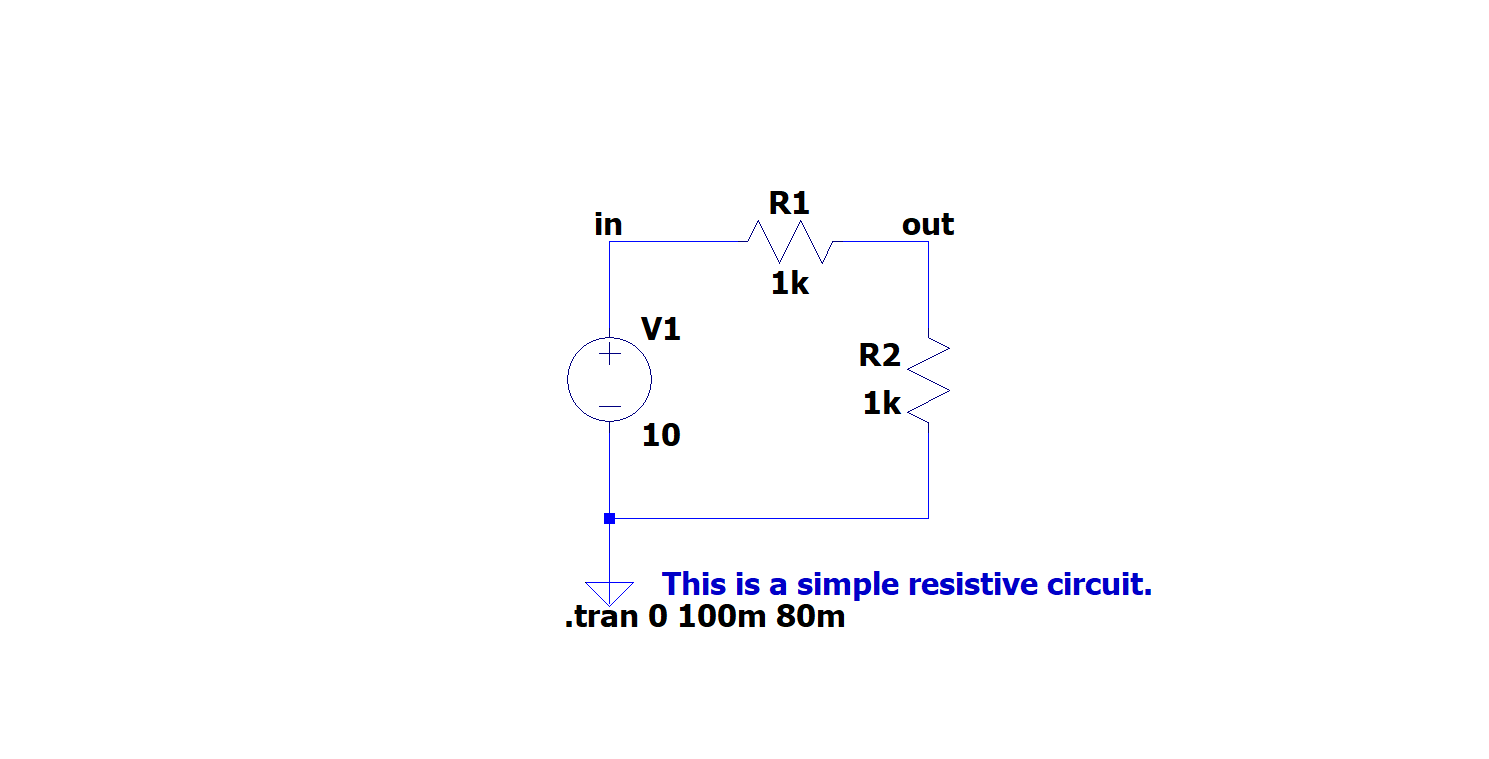 R1
in
out
1k
V1
R2
1k
10
This is a simple resistive circuit.
.tran 0 100m 80m